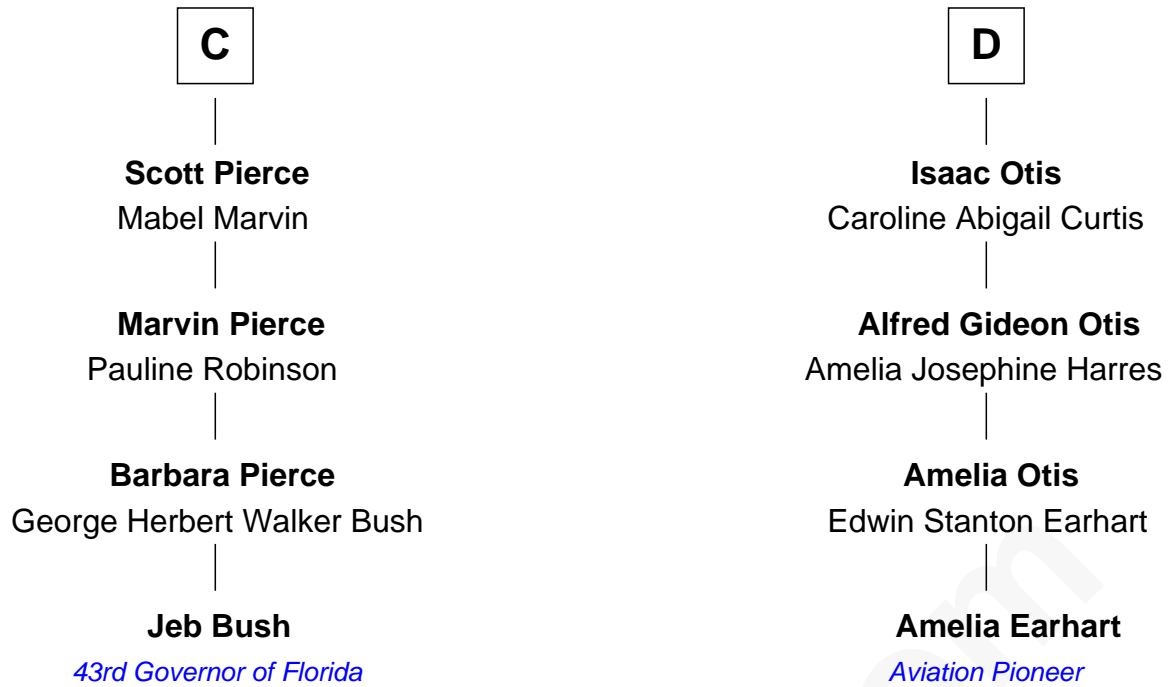 C
Scott Pierce
Mabel Marvin
Marvin Pierce
Pauline Robinson
Barbara Pierce
George Herbert Walker Bush
Jeb Bush
43rd Governor of Florida
D
Isaac Otis
Caroline Abigail Curtis
Alfred Gideon Otis
Amelia Josephine Harres
Amelia Otis
Edwin Stanton Earhart
Amelia Earhart
Aviation Pioneer